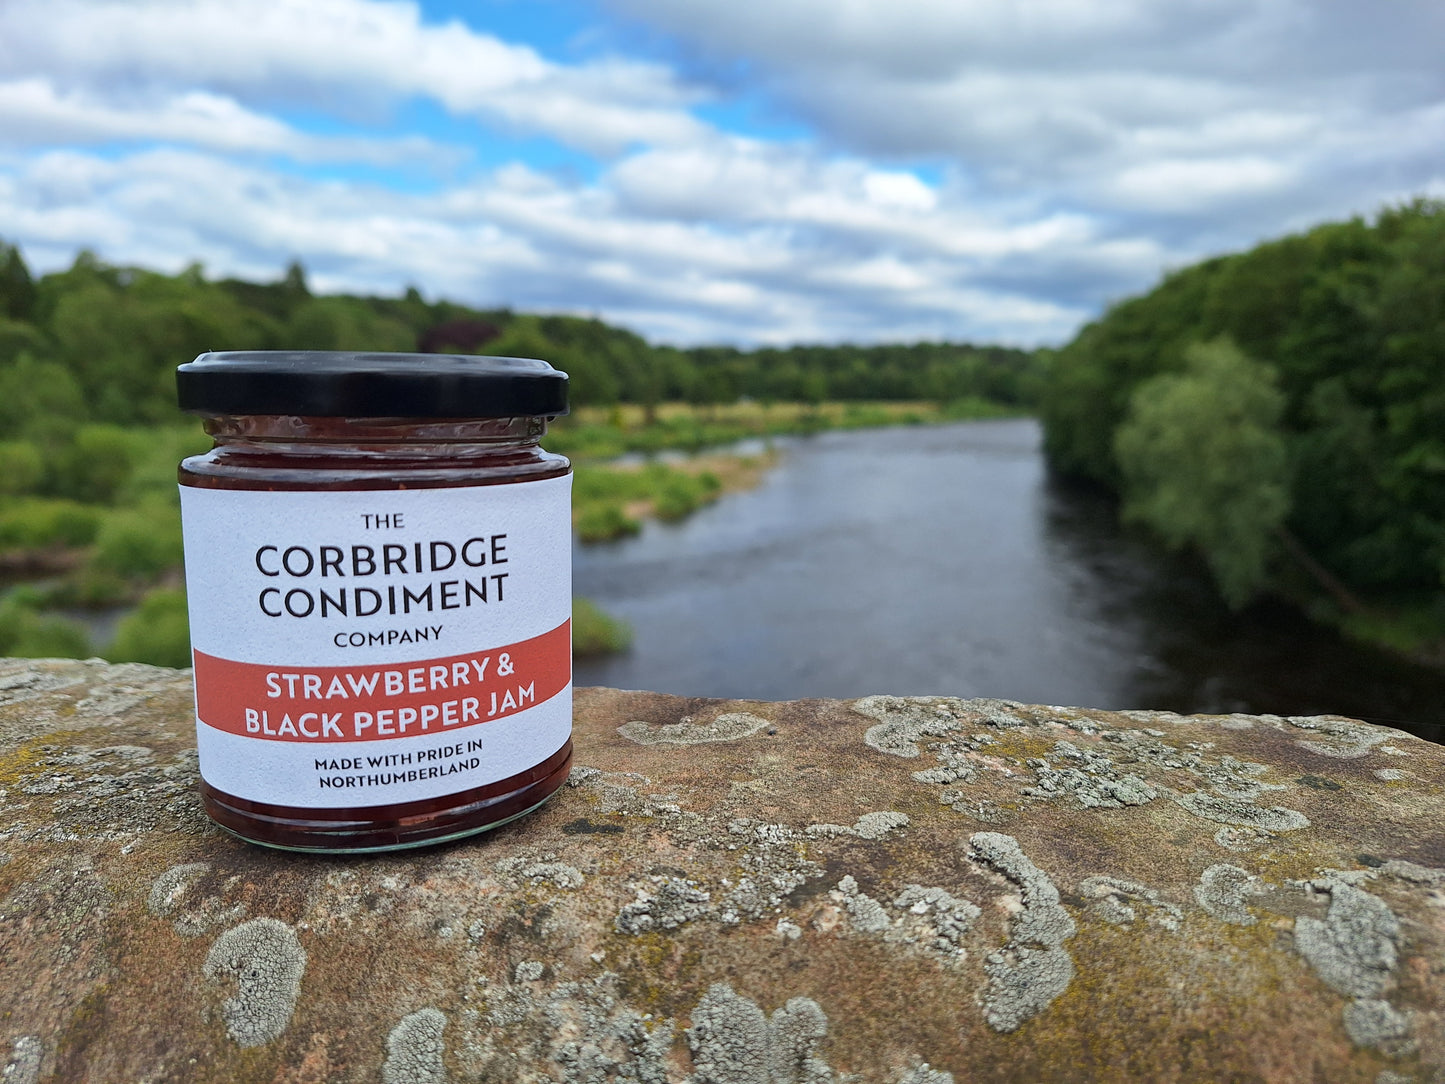 THE
CORBRIDGE
CONDIMENT
COMPANY
STRAWBERRY &
BLACK PEPPER JAM
MADE WITH PRIDE IN
NORTHUMBERLAND